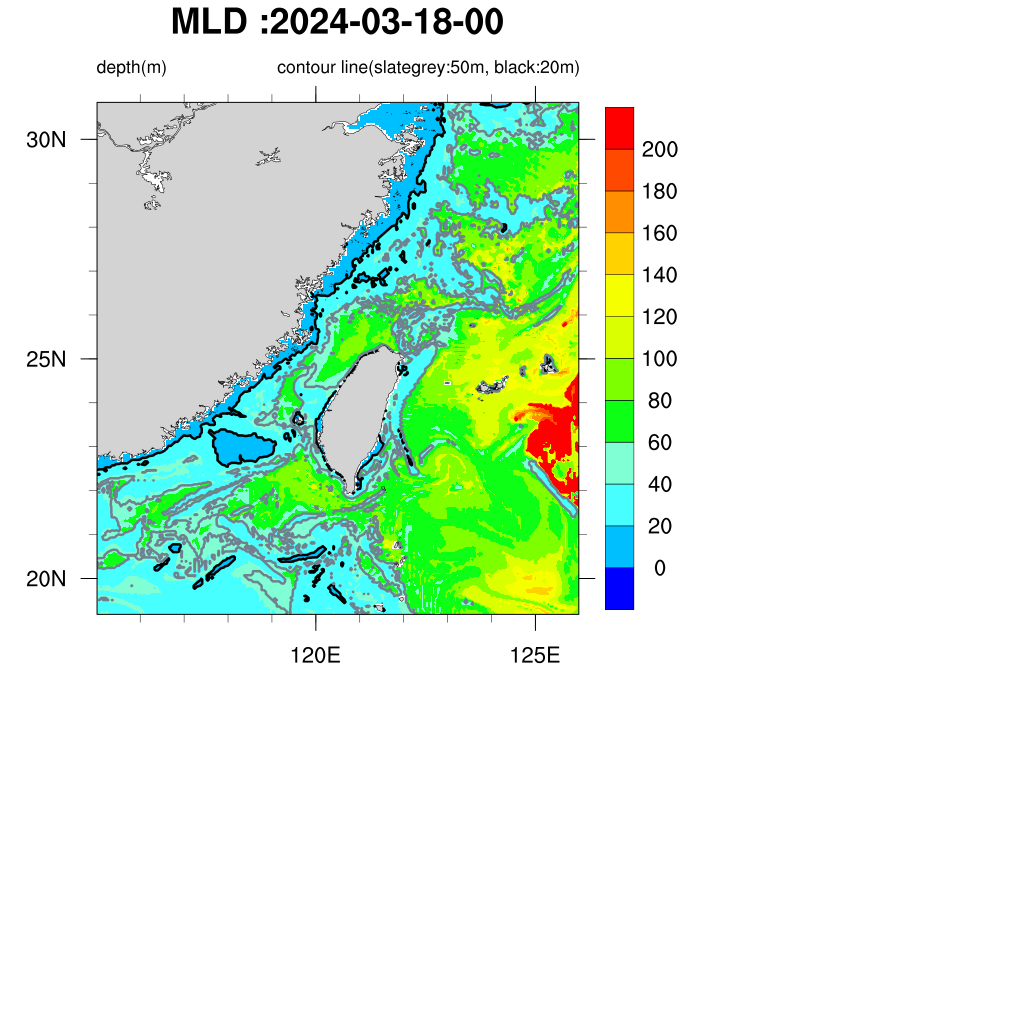 MLD :2024-03-18-00
depth(m)
contour line(slategrey:50m, black:20m)
30N
25N
20N
120E
125E
200
180
160
140
120
100
80
60
40
20
0